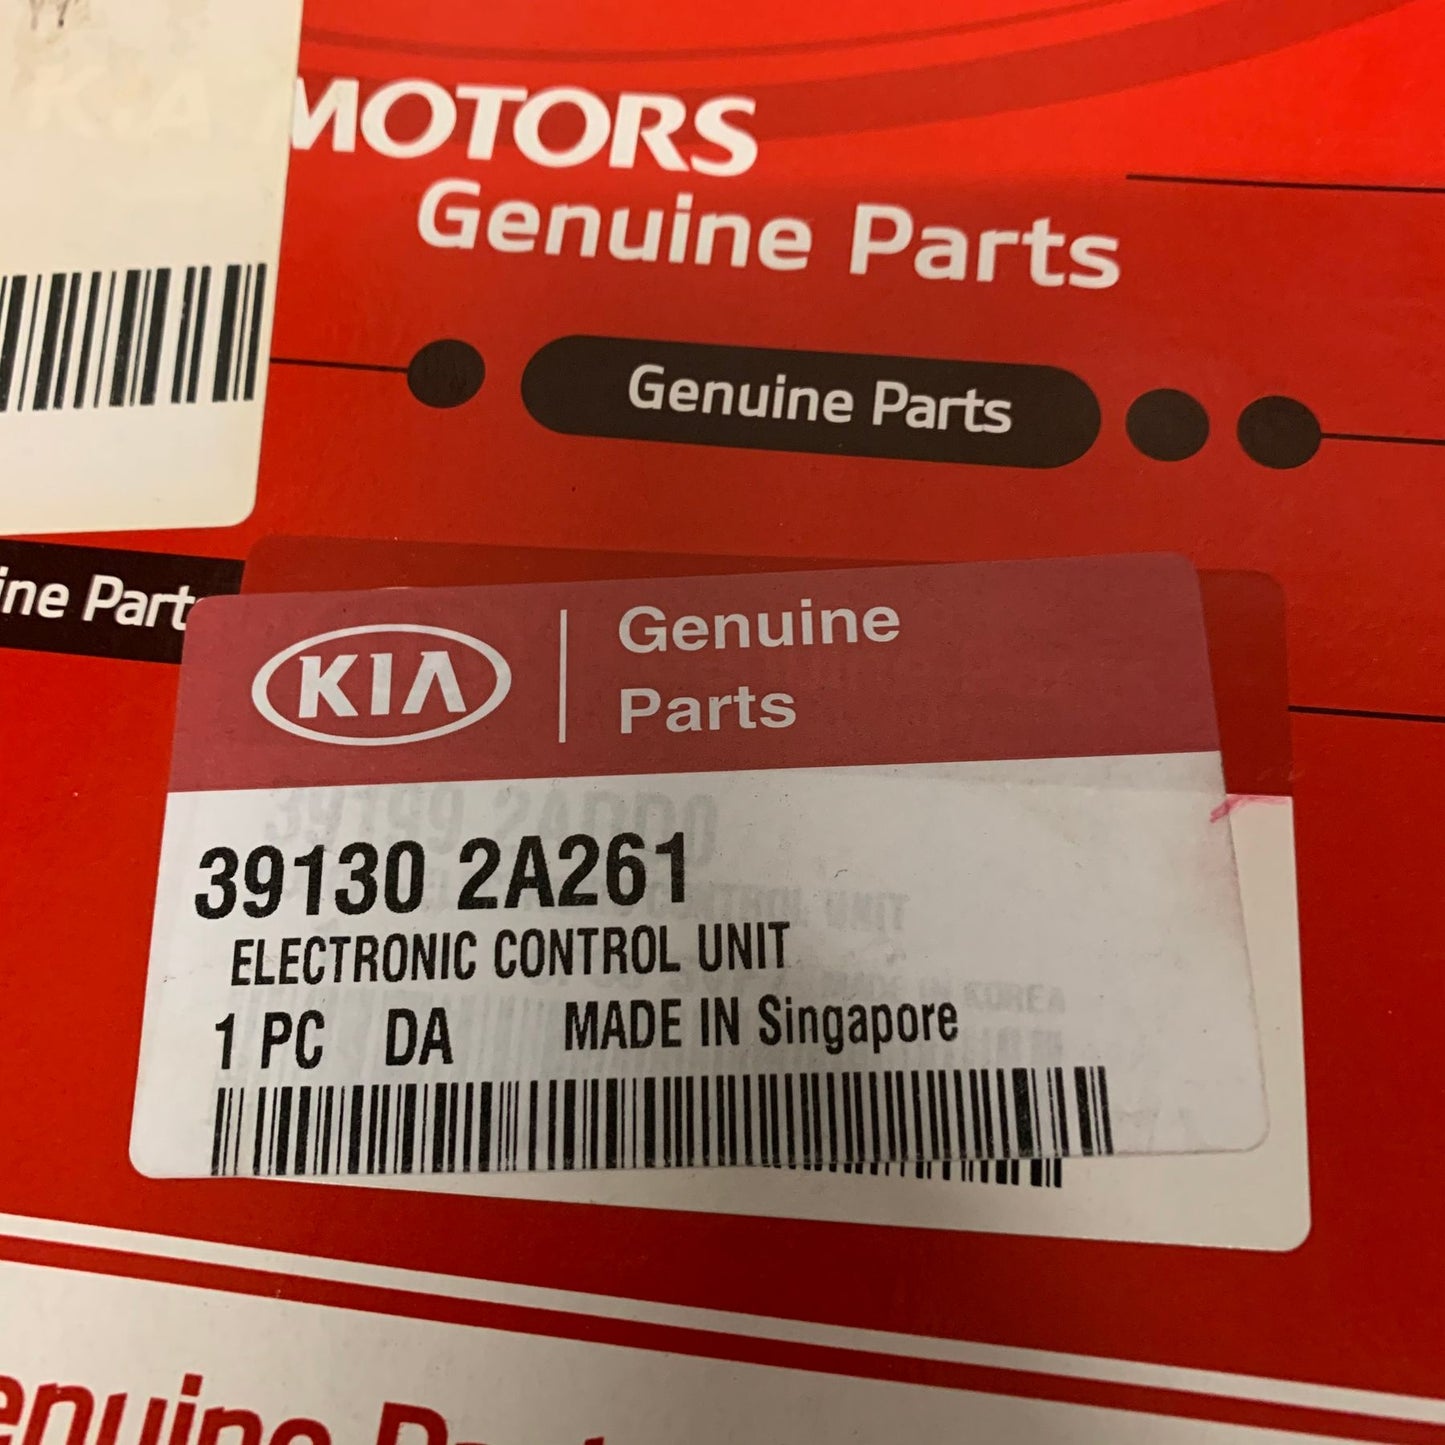 MOTORS
Genuine Parts
Genuine Parts
ine Part
KIA
Genuine
Parts
39130 2A261
ELECTRONIC CONTROL UNIT
1 PC DA MADE IN Singapore
enuine